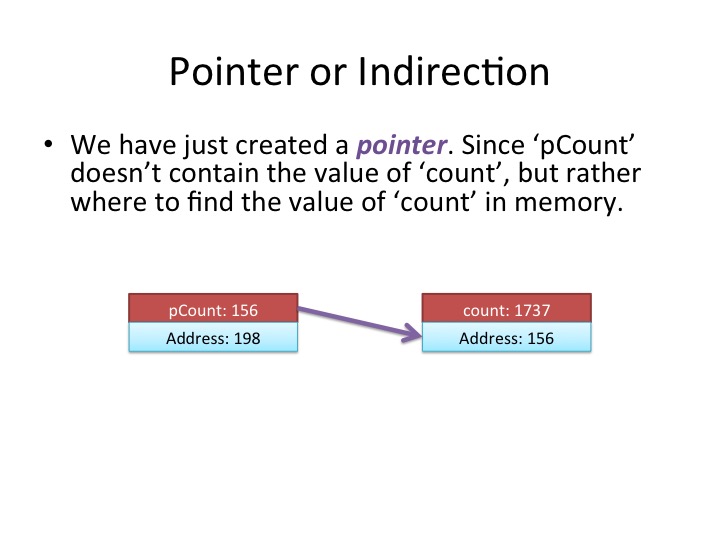 Pointer or Indirection
• We have just created a pointer. Since ‘pCount’
doesn’t contain the value of ‘count’, but rather
where to find the value of ‘count’ in memory.
pCount: 156
Address: 198
count: 1737
Address: 156